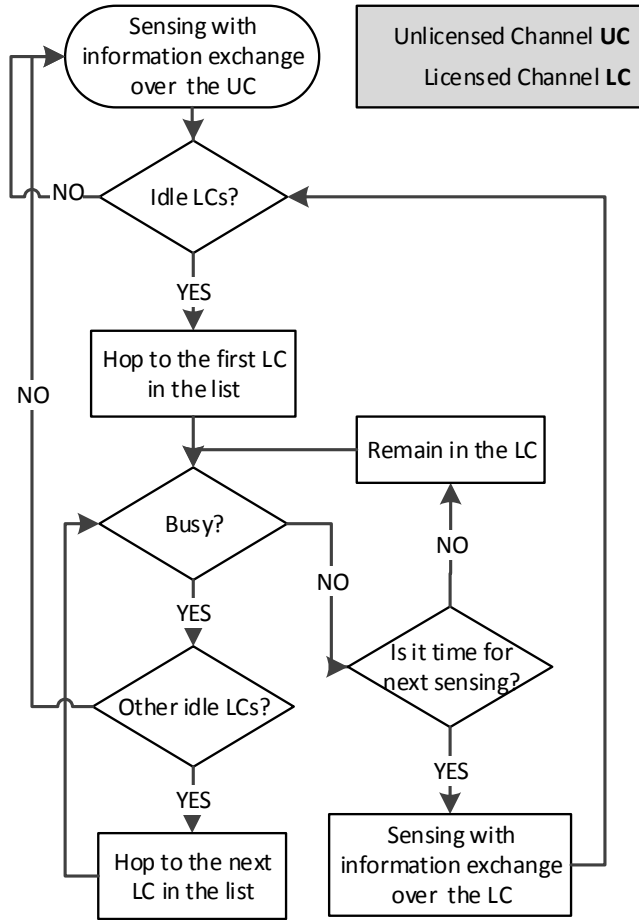 Sensing with
information exchange
over the UC
Unlicensed Channel UC
Licensed Channel LC
NO
Idle LCs?
YES
Hop to the first LC
in the list
NO
Remain in the LC
Busy?
NO
NO
YES
Is it time for
next sensing?
Other idle LCs?
YES
YES
Hop to the next
LC in the list
Sensing with
information exchange
over the LC